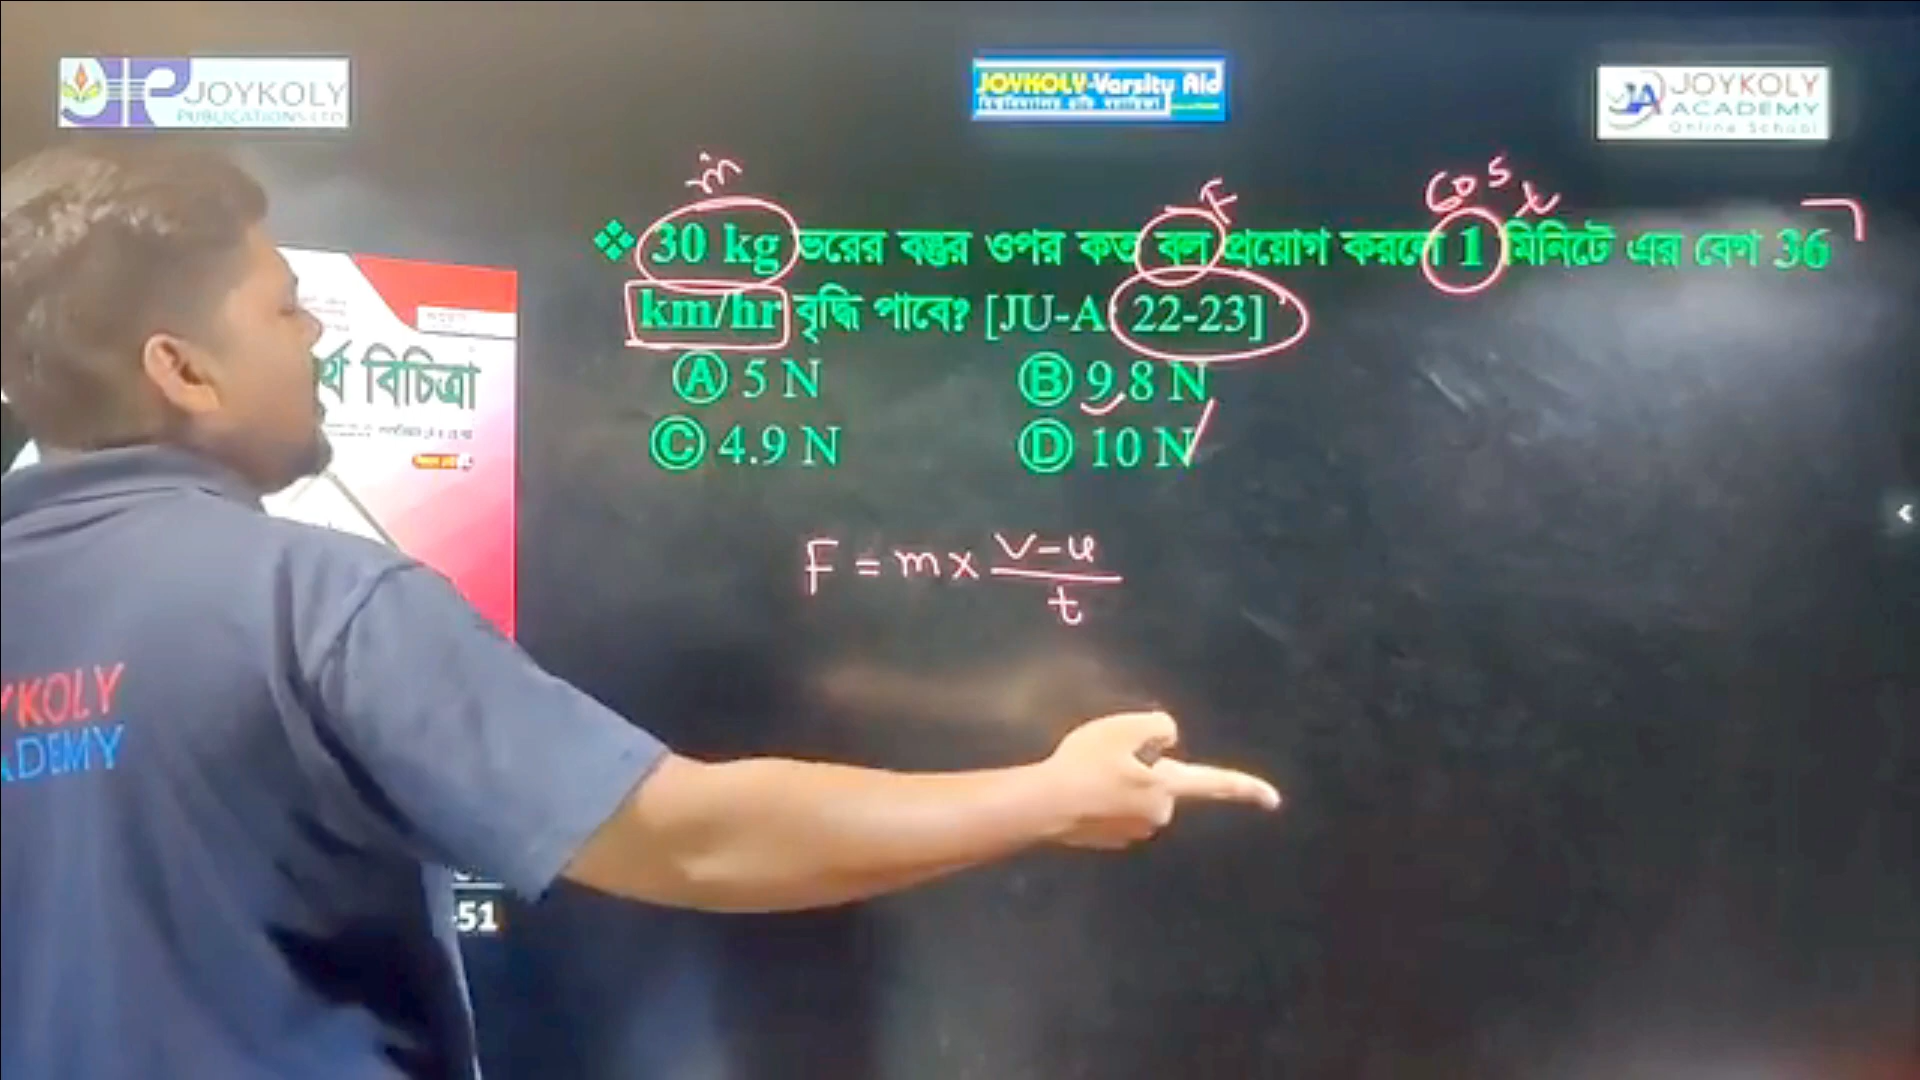 JOYKOLY
PUBLICATIONS LTD
JOYKOLY-Varsity Aid
JOYKOLY
ACADEMY
Online School
m
F
60 s t
❖ 30 kg ভরের বস্তুর ওপর কত বল প্রয়োগ করলে 1 মিনিটে এর বেগ 36
km/hr বৃদ্ধি পাবে? [JU-A: 22-23]
Ⓐ 5 N Ⓑ 9.8 N
Ⓒ 4.9 N Ⓓ 10 N
র্থ বিচিত্রা
F = m x v-u
t
YKOLY
ADEMY
51